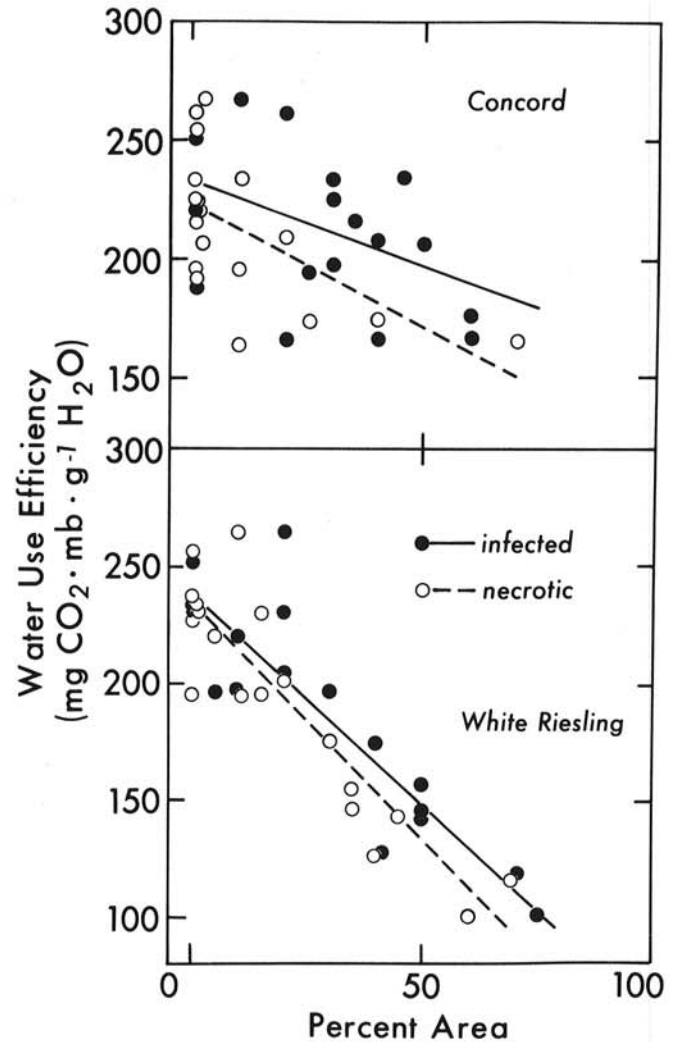 300
250
200
150
Concord
300
250
200
150
100
infected
necrotic
White Riesling
0
50
100
Percent Area
Water Use Efficiency
(mg CO₂·mb·g⁻¹ H₂O)